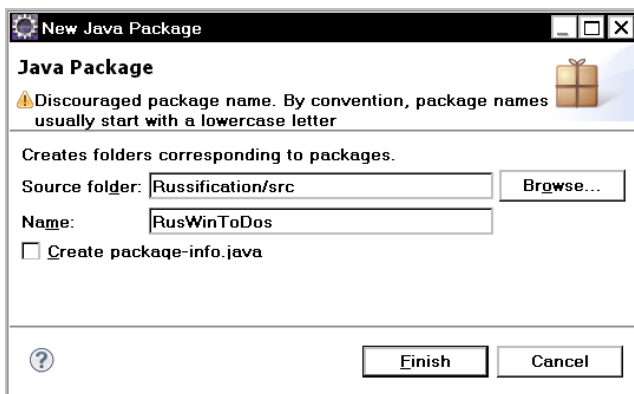 New Java Package
Java Package
Discouraged package name. By convention, package names
usually start with a lowercase letter
Creates folders corresponding to packages.
Source folder: Russification/src Browse...
Name: RusWinToDos
Create package-info.java
? Finish Cancel